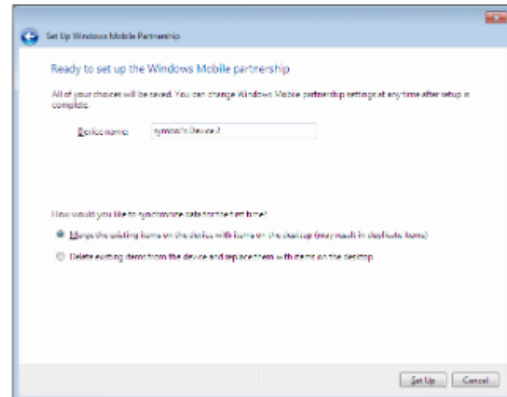 Set Up Windows Mobile Partnership
Ready to set up the Windows Mobile partnership
All of your choices will be saved. You can change Windows Mobile partnership settings at any time after setup is
complete.
Device name: symbol's Device 2
How would you like to synchronize data for the first time?
Merge the existing items on the device with items on the desktop (may result in duplicate items)
Delete existing items from the device and replace them with items on the desktop
Set Up Cancel